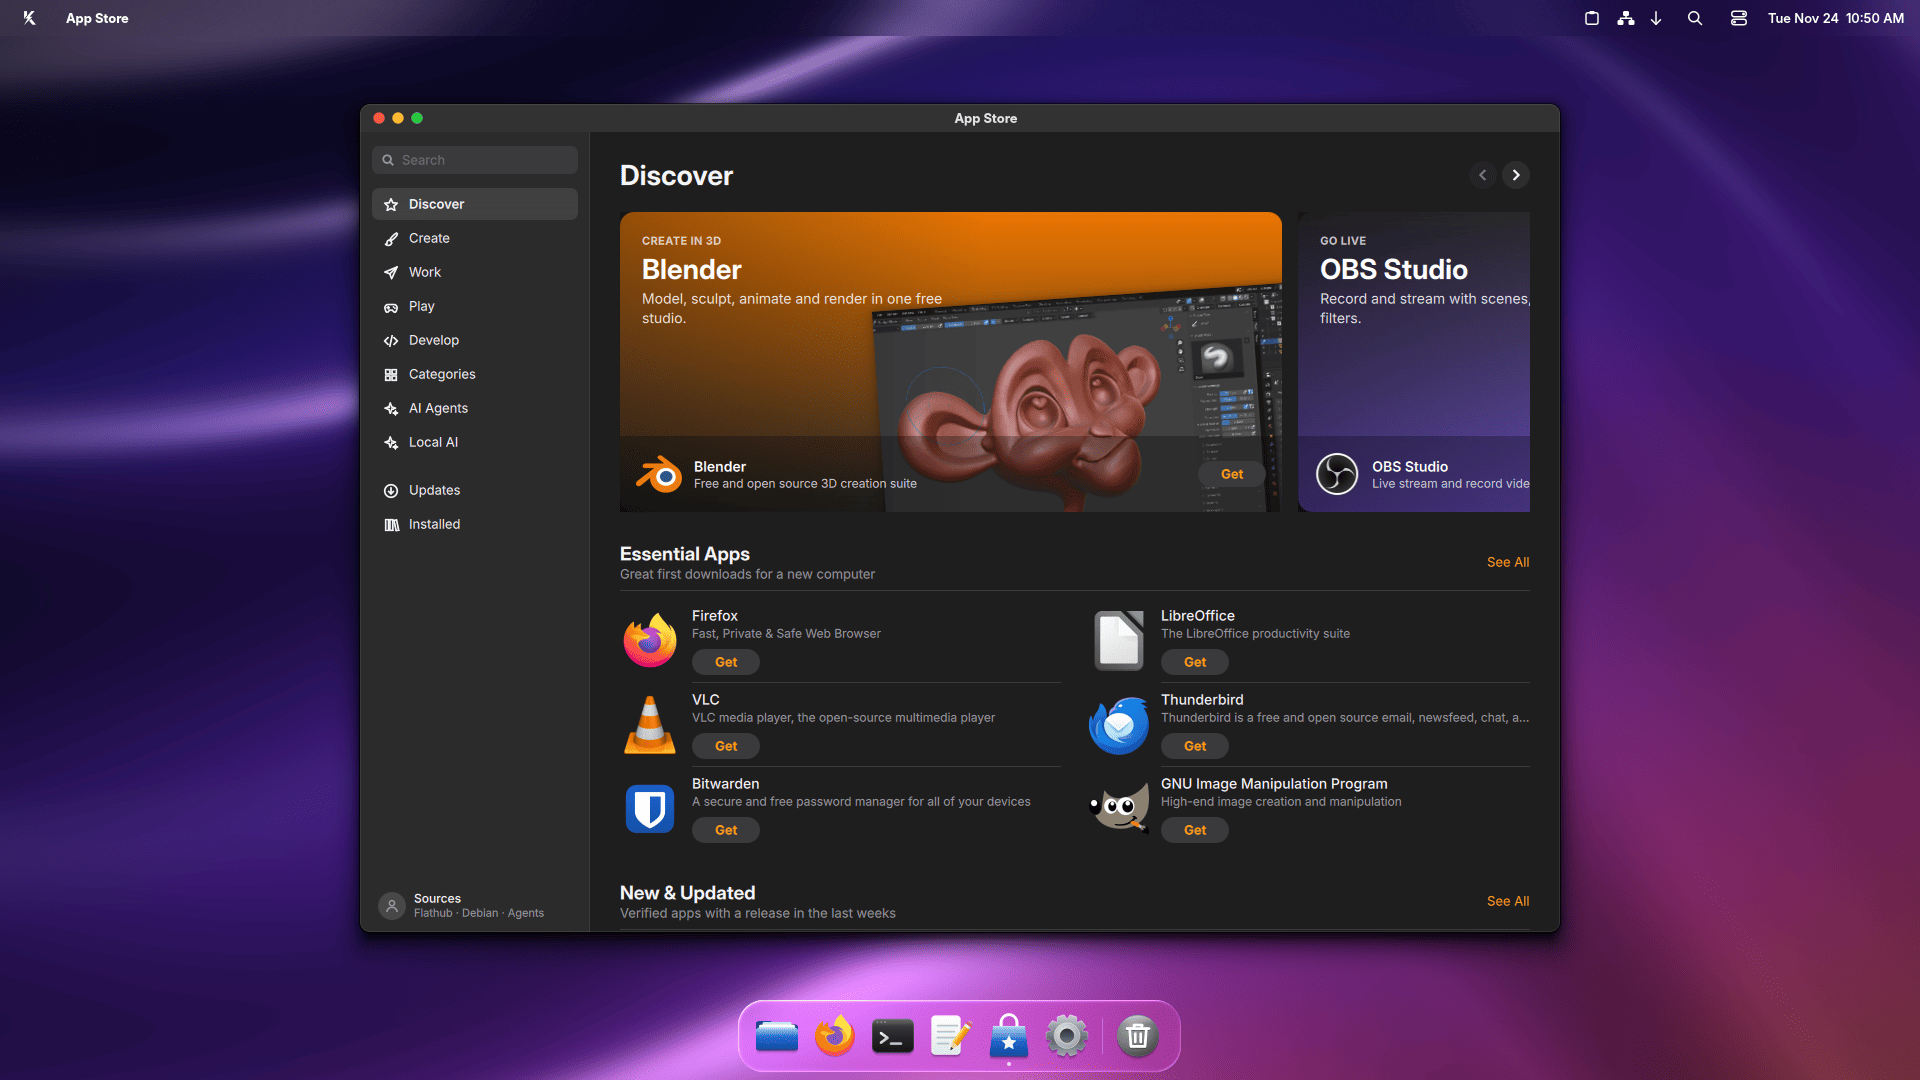 App Store
Tue Nov 24 10:50 AM
App Store
Search
Discover
Create
Work
Play
Develop
Categories
AI Agents
Local AI
Updates
Installed
Sources
Flathub · Debian · Agents
Discover
CREATE IN 3D
Blender
Model, sculpt, animate and render in one free
studio.
Blender
Free and open source 3D creation suite
Get
GO LIVE
OBS Studio
Record and stream with scenes,
filters.
OBS Studio
Live stream and record vide
Essential Apps
Great first downloads for a new computer
See All
Firefox
Fast, Private & Safe Web Browser
Get
LibreOffice
The LibreOffice productivity suite
Get
VLC
VLC media player, the open-source multimedia player
Get
Thunderbird
Thunderbird is a free and open source email, newsfeed, chat, a...
Get
Bitwarden
A secure and free password manager for all of your devices
Get
GNU Image Manipulation Program
High-end image creation and manipulation
Get
New & Updated
Verified apps with a release in the last weeks
See All